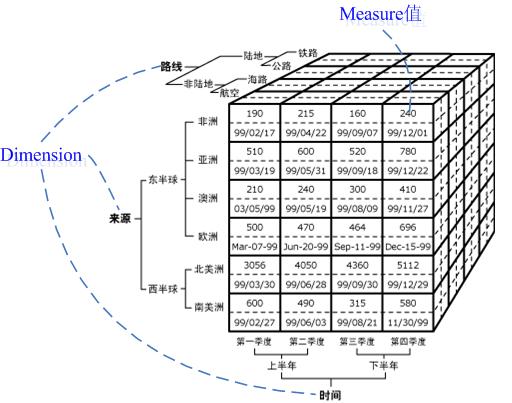 Measure值
铁路
陆地
公路
路线
海路
非陆地
航空
190 215 160 240
非洲
99/02/17 99/04/22 99/09/07 99/12/01
510 600 520 780
亚洲
99/03/19 99/05/31 99/09/18 99/12/22
Dimension
东半球
210 240 300 410
澳洲
03/05/99 99/05/19 99/08/09 99/11/27
来源
500 470 464 696
欧洲
Mar-07-99 Jun-20-99 Sep-11-99 Dec-15-99
3056 4050 4360 5112
北美洲
99/03/30 99/06/28 99/09/30 99/12/29
西半球
600 490 315 580
南美洲
99/02/27 99/06/03 99/08/21 11/30/99
第一季度 第二季度 第三季度 第四季度
上半年 下半年
时间